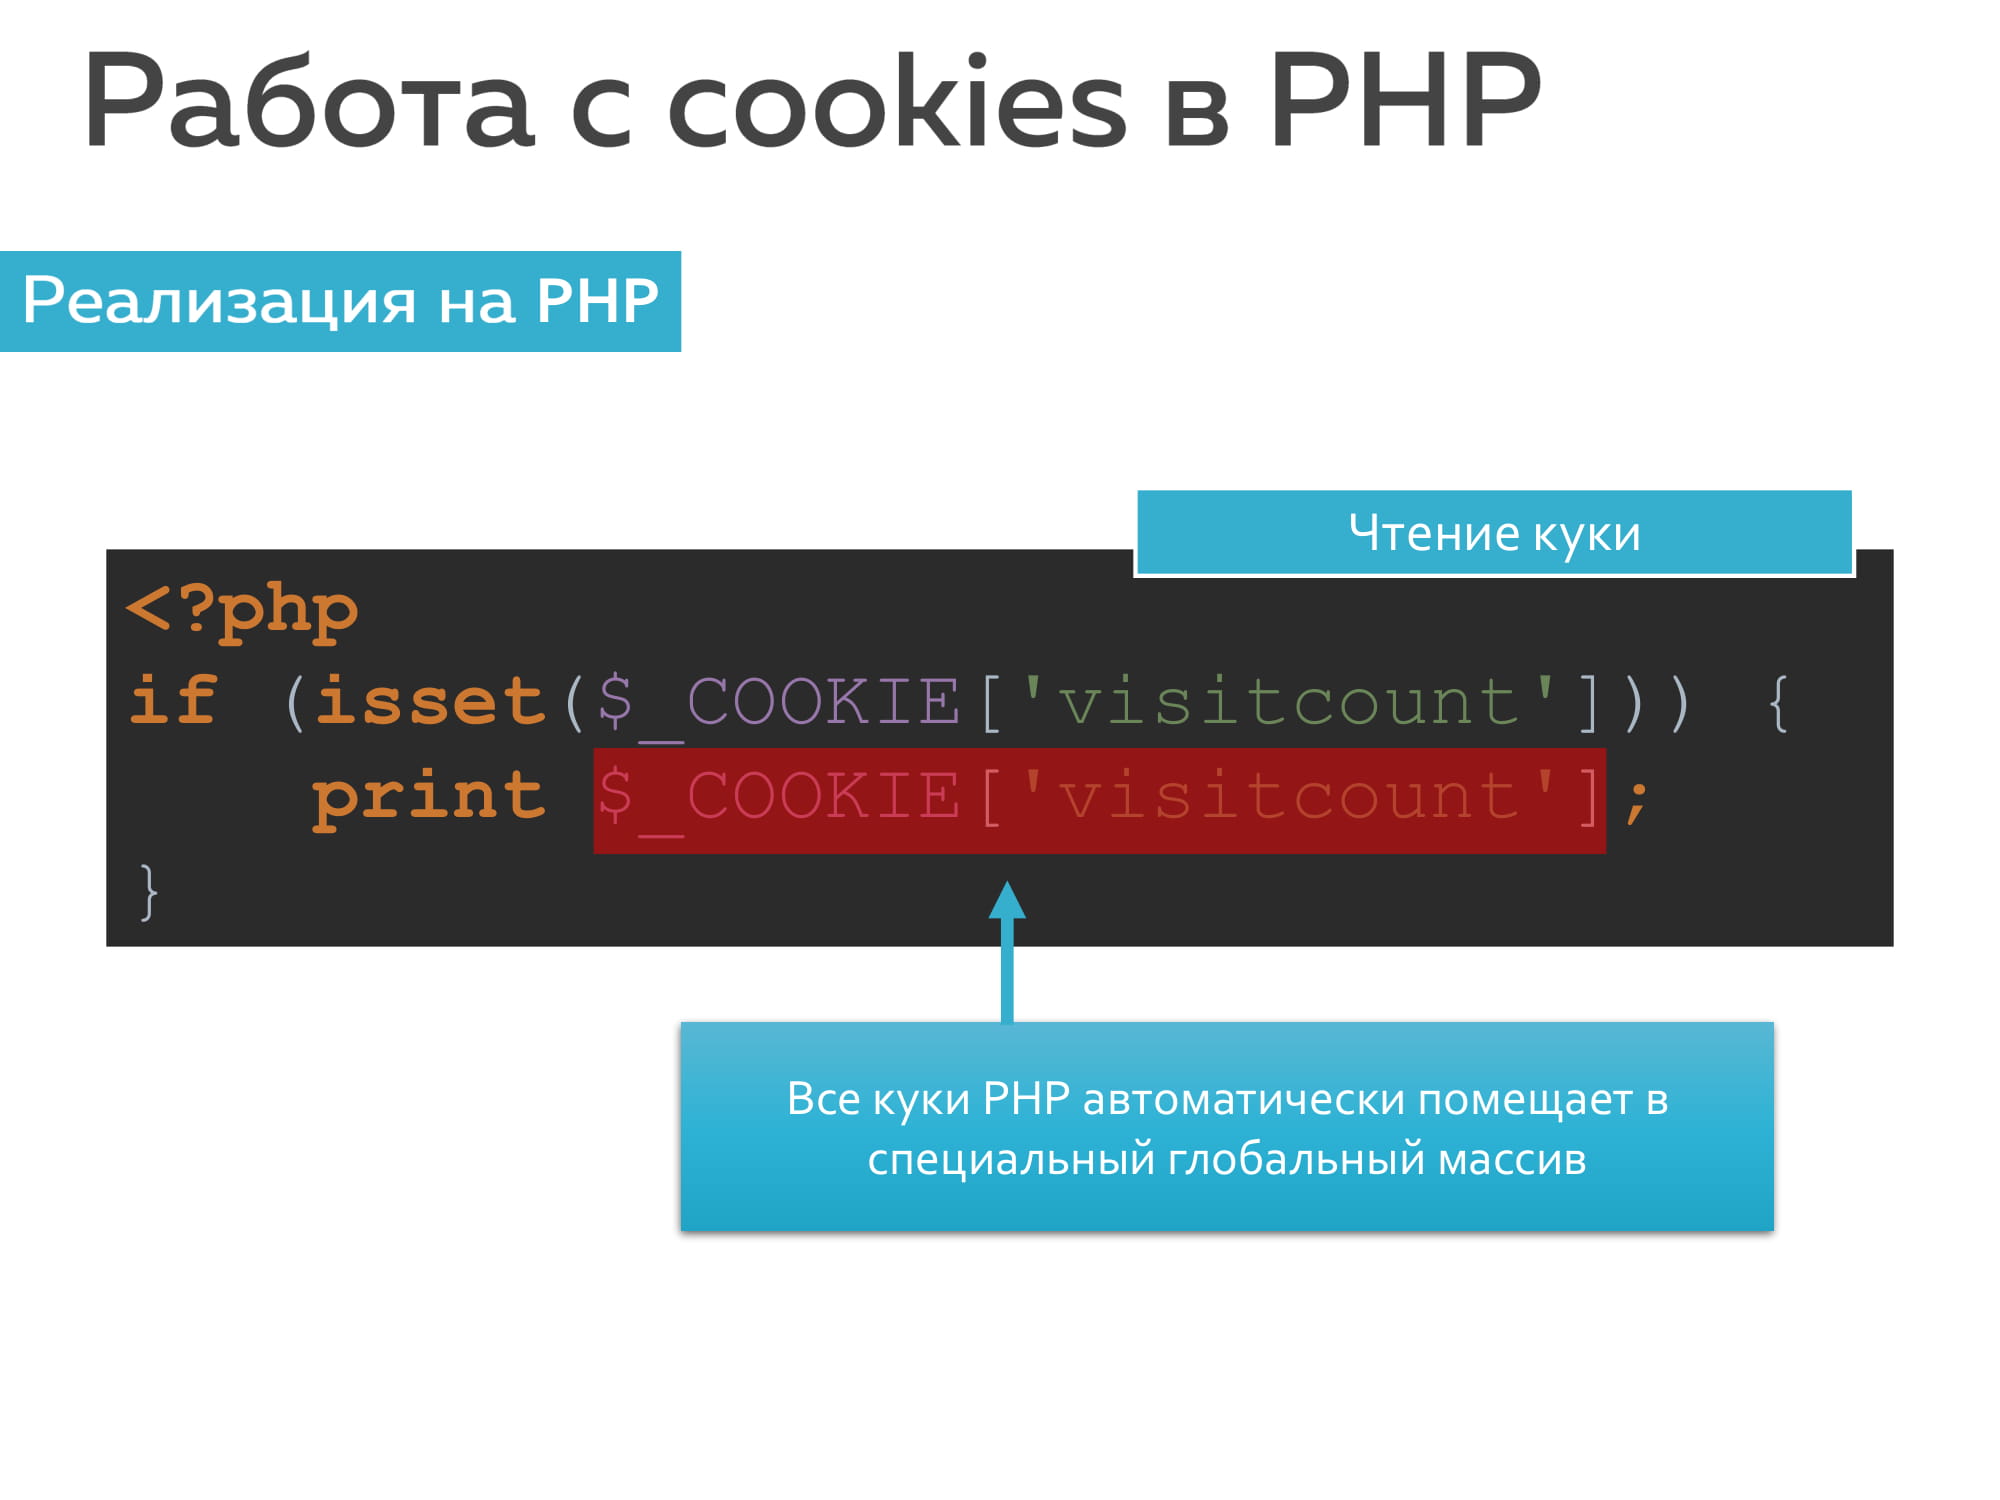 Работа с cookies в PHP
Реализация на PHP
Чтение куки
<?php
if (isset($_COOKIE['visitcount'])) {
    print $_COOKIE['visitcount'];
}
Все куки PHP автоматически помещает в
специальный глобальный массив